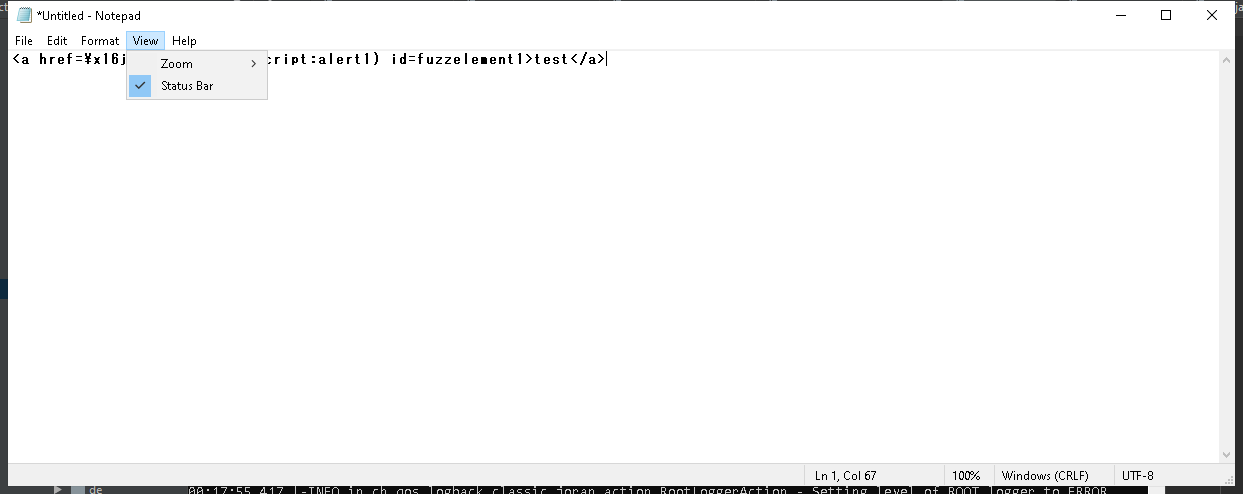 *Untitled - Notepad
File Edit Format View Help
<a href=¥x16j cript:alert1) id=fuzzelement1>test</a>
Zoom
Status Bar
Ln 1, Col 67 100% Windows (CRLF) UTF-8
de 00:17:55,417 |-INFO in ch.qos.logback.classic.joran.action.RootLoggerAction - Setting level of ROOT logger to ERROR